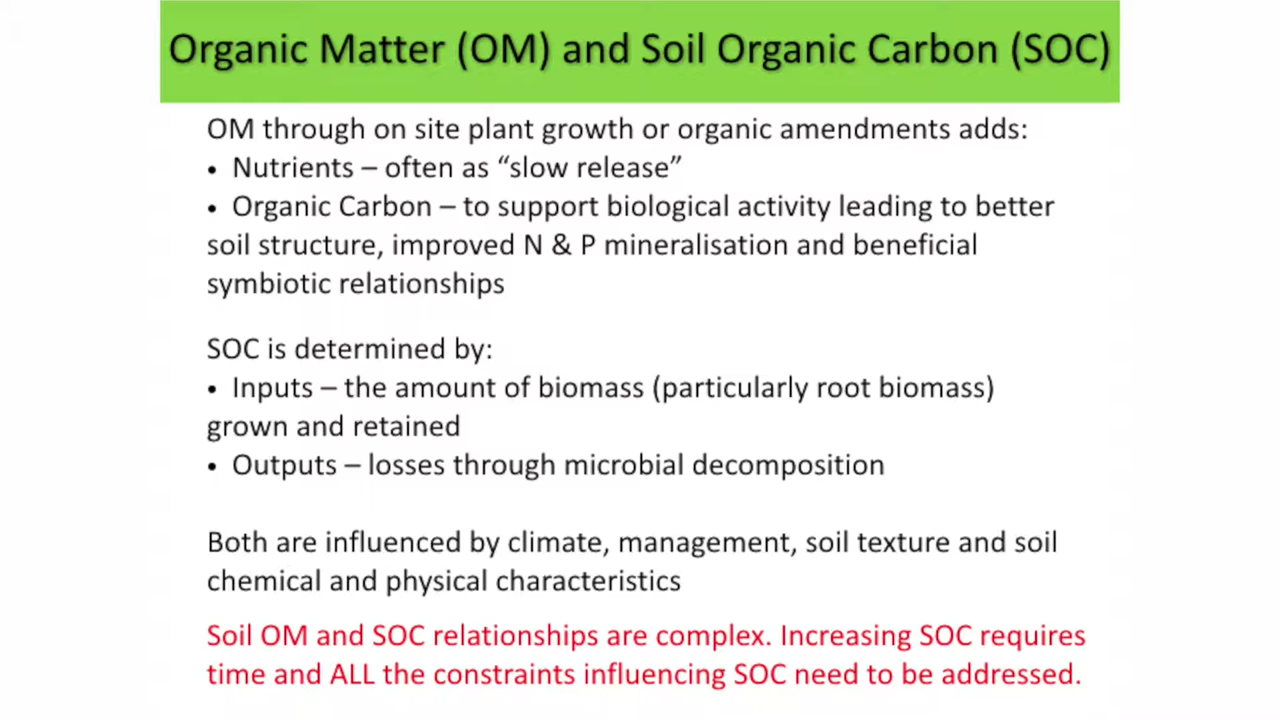 Organic Matter (OM) and Soil Organic Carbon (SOC)
OM through on site plant growth or organic amendments adds:
• Nutrients – often as “slow release”
• Organic Carbon – to support biological activity leading to better
soil structure, improved N & P mineralisation and beneficial
symbiotic relationships
SOC is determined by:
• Inputs – the amount of biomass (particularly root biomass)
grown and retained
• Outputs – losses through microbial decomposition
Both are influenced by climate, management, soil texture and soil
chemical and physical characteristics
Soil OM and SOC relationships are complex. Increasing SOC requires
time and ALL the constraints influencing SOC need to be addressed.